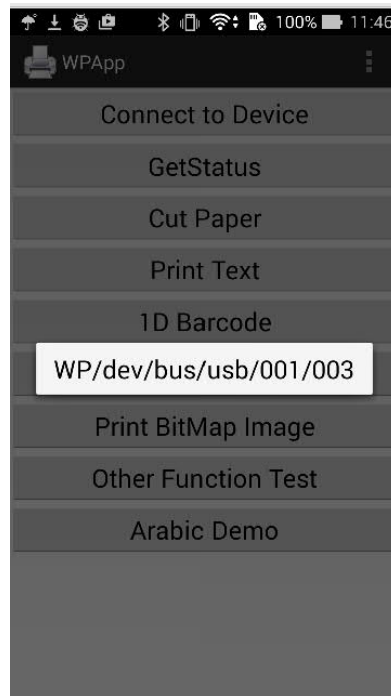 100% 11:46
WPApp
Connect to Device
GetStatus
Cut Paper
Print Text
1D Barcode
WP/dev/bus/usb/001/003
Print BitMap Image
Other Function Test
Arabic Demo